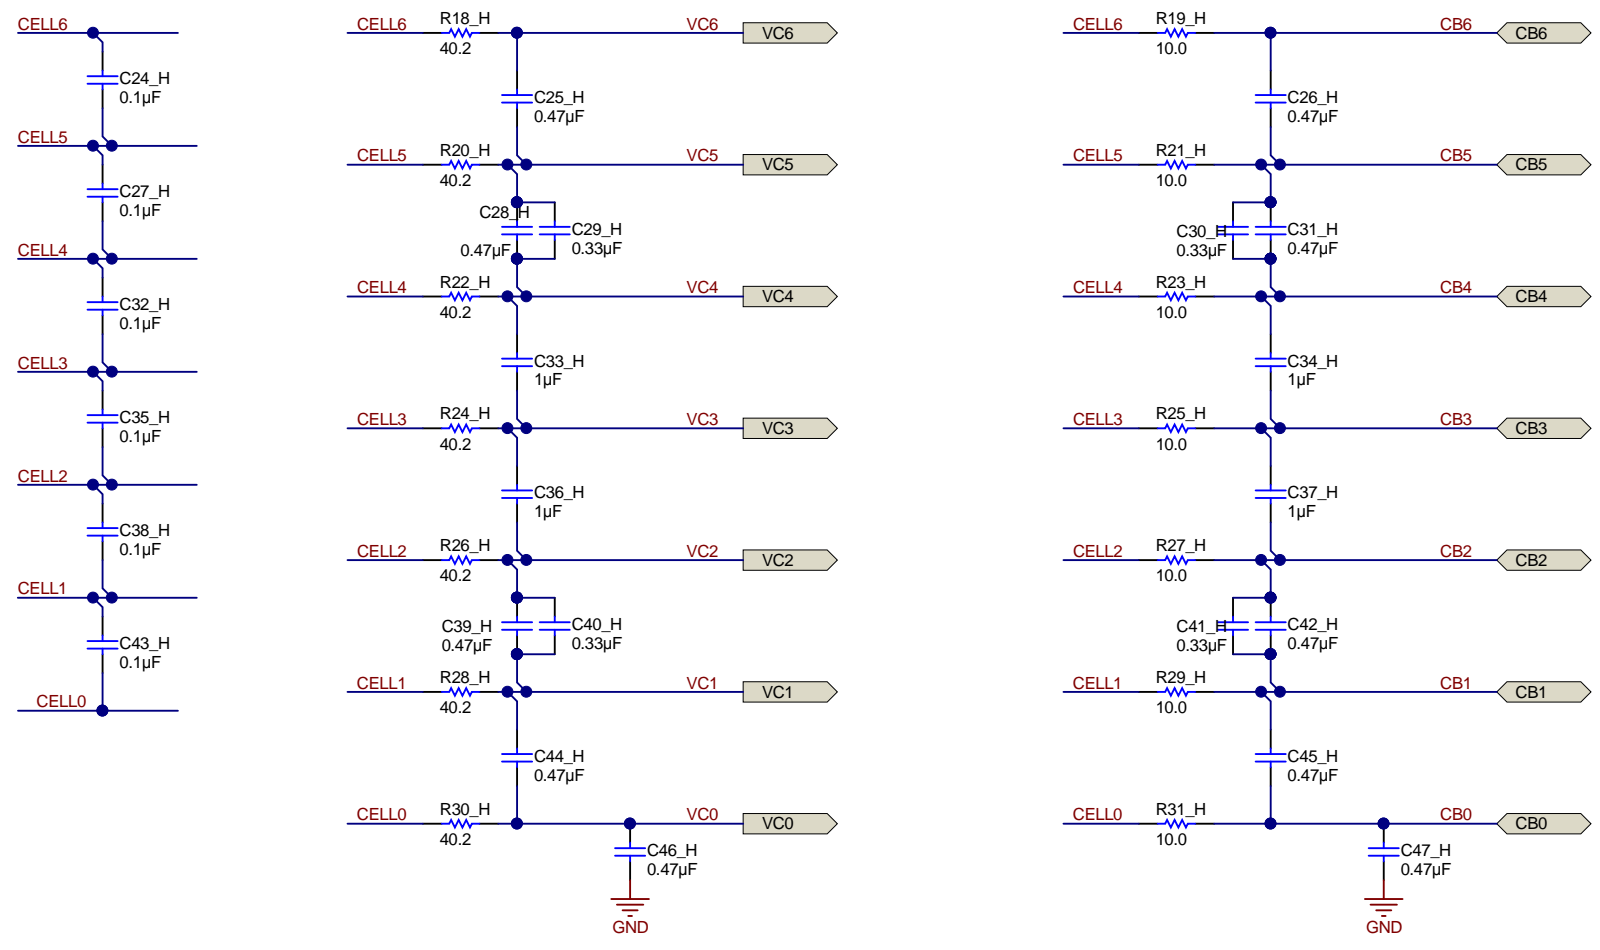 CELL6
C24_H
0.1µF
CELL5
C27_H
0.1µF
CELL4
C32_H
0.1µF
CELL3
C35_H
0.1µF
CELL2
C38_H
0.1µF
CELL1
C43_H
0.1µF
CELL0
CELL6 R18_H VC6 VC6
40.2
C25_H
0.47µF
CELL5 R20_H VC5 VC5
40.2
C28_H C29_H
0.47µF 0.33µF
CELL4 R22_H VC4 VC4
40.2
C33_H
1µF
CELL3 R24_H VC3 VC3
40.2
C36_H
1µF
CELL2 R26_H VC2 VC2
40.2
C39_H C40_H
0.47µF 0.33µF
CELL1 R28_H VC1 VC1
40.2
C44_H
0.47µF
CELL0 R30_H VC0 VC0
40.2
C46_H
0.47µF
GND
CELL6 R19_H CB6 CB6
10.0
C26_H
0.47µF
CELL5 R21_H CB5 CB5
10.0
C30_H C31_H
0.33µF 0.47µF
CELL4 R23_H CB4 CB4
10.0
C34_H
1µF
CELL3 R25_H CB3 CB3
10.0
C37_H
1µF
CELL2 R27_H CB2 CB2
10.0
C41_H C42_H
0.33µF 0.47µF
CELL1 R29_H CB1 CB1
10.0
C45_H
0.47µF
CELL0 R31_H CB0 CB0
10.0
C47_H
0.47µF
GND